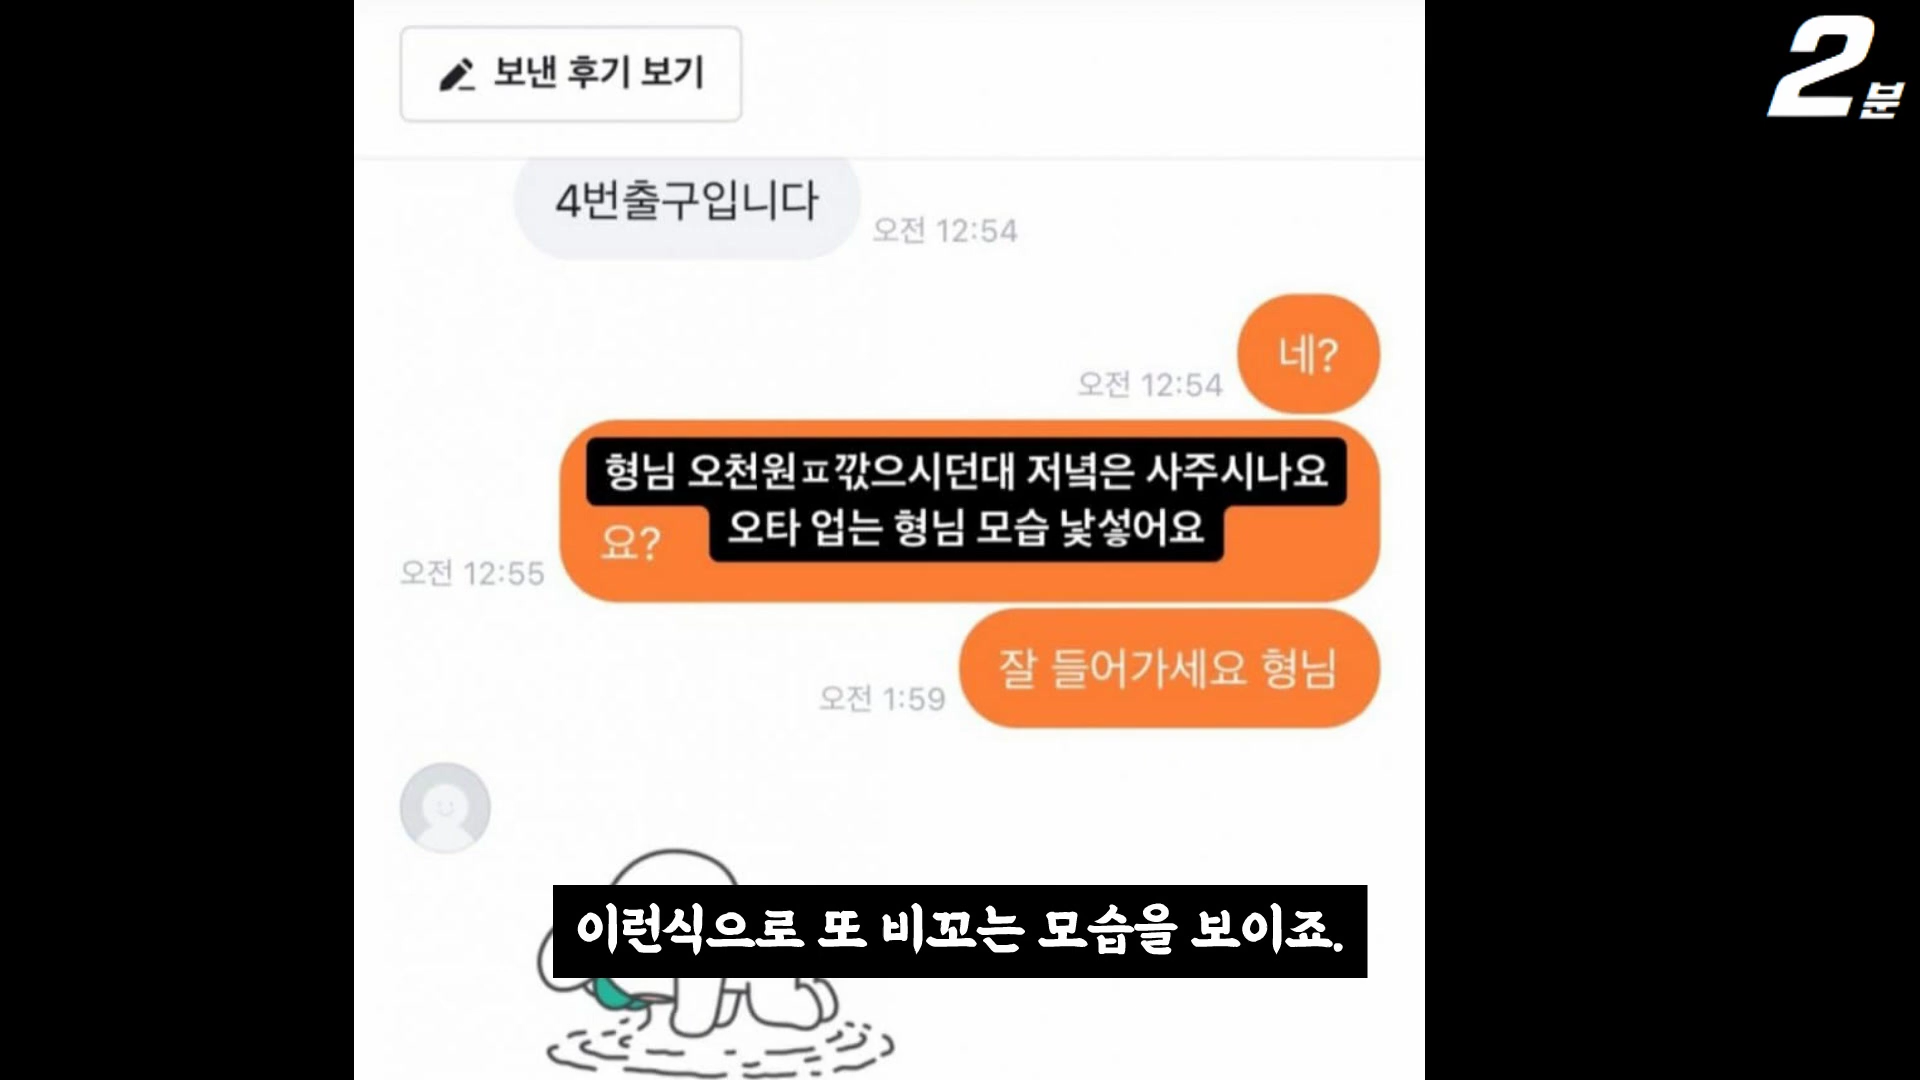 2분
보낸 후기 보기
4번출구입니다
오전 12:54
네?
오전 12:54
형님 오천원ㅍ깎으시던대 저녘은 사주시나요
오타 업는 형님 모습 낯섷어요
요?
오전 12:55
잘 들어가세요 형님
오전 1:59
이런식으로 또 비꼬는 모습을 보이죠.